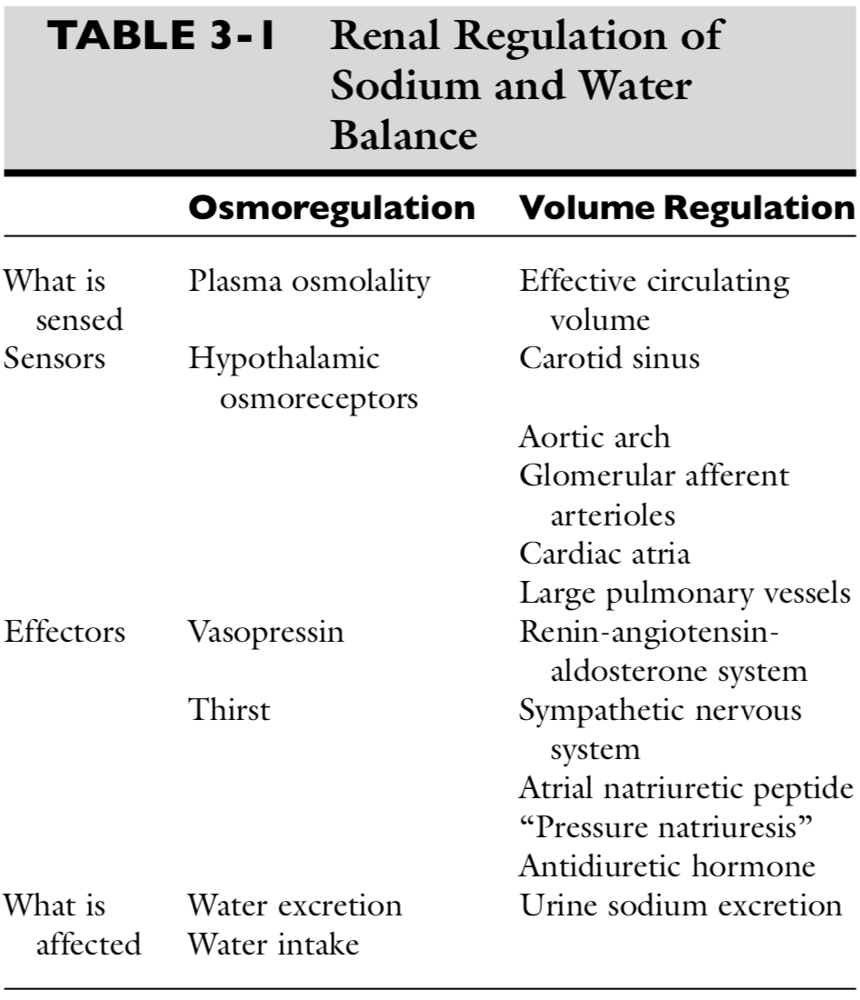 TABLE 3-1 Renal Regulation of
Sodium and Water
Balance
Osmoregulation Volume Regulation
What is Plasma osmolality Effective circulating
sensed volume
Sensors Hypothalamic Carotid sinus
osmoreceptors
Aortic arch
Glomerular afferent
arterioles
Cardiac atria
Large pulmonary vessels
Effectors Vasopressin Renin-angiotensin-
aldosterone system
Thirst Sympathetic nervous
system
Atrial natriuretic peptide
“Pressure natriuresis”
Antidiuretic hormone
What is Water excretion Urine sodium excretion
affected Water intake